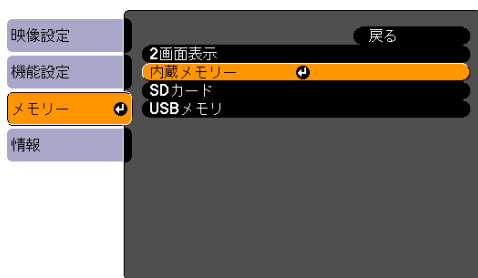 映像設定
機能設定
メモリー
情報
戻る
2画面表示
内蔵メモリー
SDカード
USBメモリ